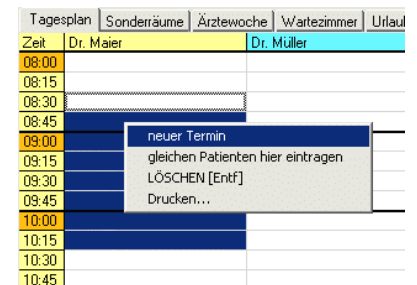 Tagesplan Sonderräume Ärztewoche Wartezimmer Urlaub
Zeit Dr. Maier Dr. Müller
08:00
08:15
08:30
08:45
neuer Termin
09:00
09:15 gleichen Patienten hier eintragen
09:30 LÖSCHEN [Entf]
09:45 Drucken...
10:00
10:15
10:30
10:45